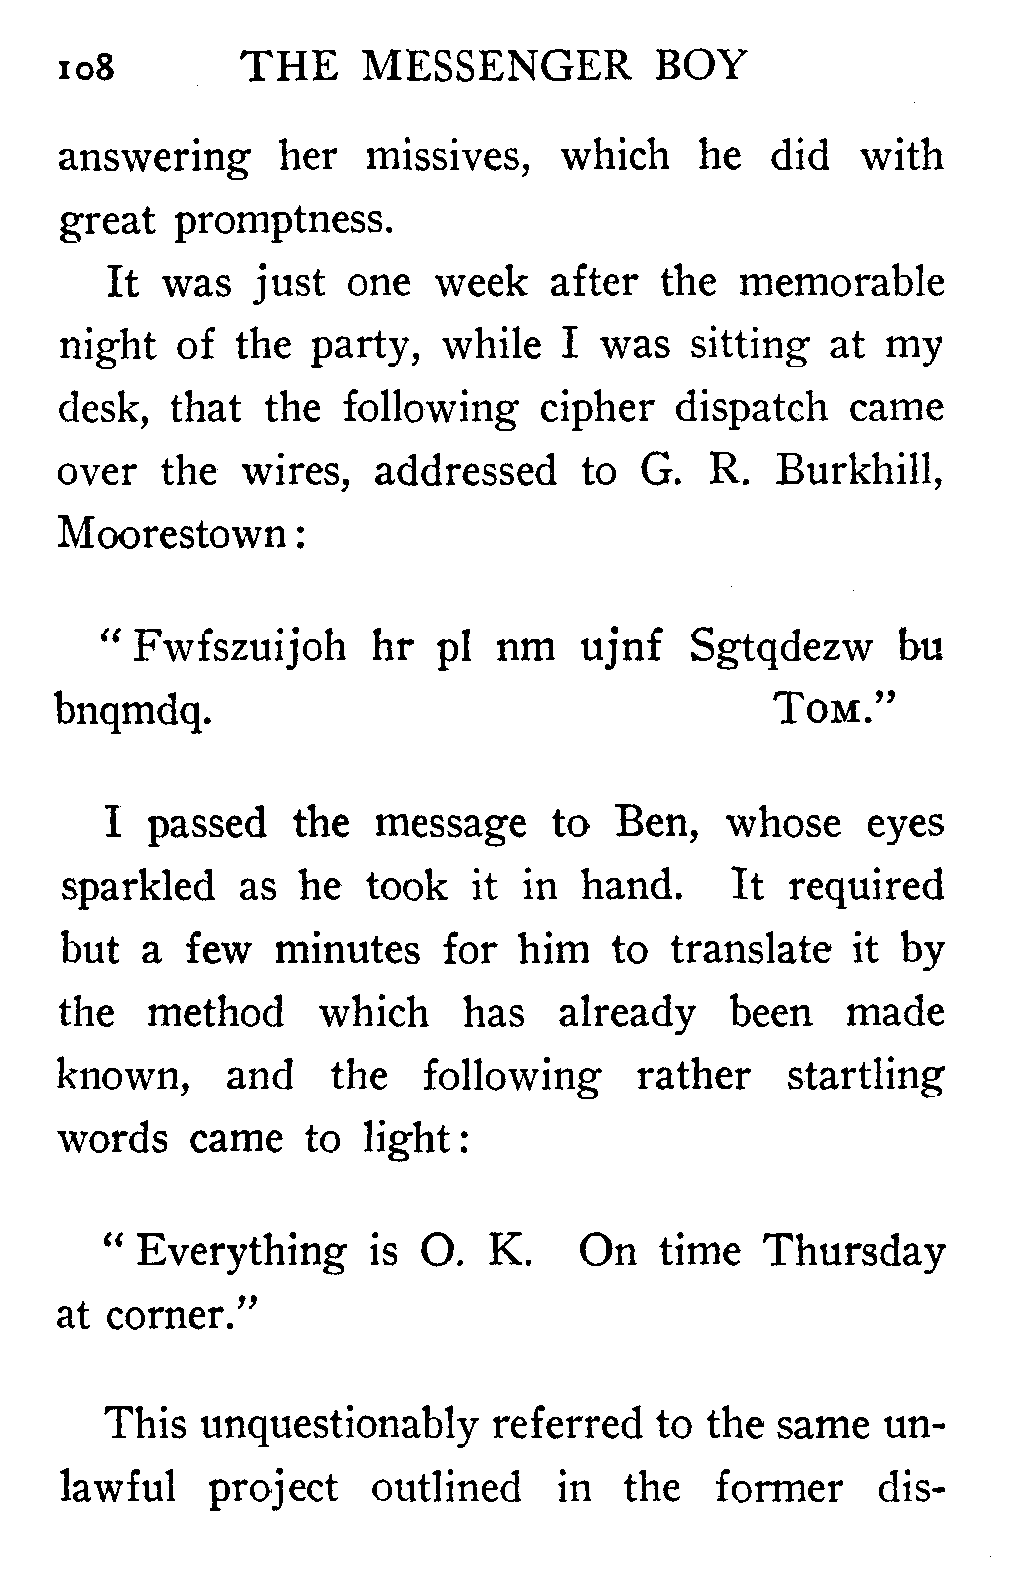 108 THE MESSENGER BOY
answering her missives, which he did with
great promptness.
It was just one week after the memorable
night of the party, while I was sitting at my
desk, that the following cipher dispatch came
over the wires, addressed to G. R. Burkhill,
Moorestown:
“Fwfszuijoh hr pl nm ujnf Sgtqdezw bu
bnqmdq. TOM.”
I passed the message to Ben, whose eyes
sparkled as he took it in hand. It required
but a few minutes for him to translate it by
the method which has already been made
known, and the following rather startling
words came to light:
“Everything is O. K. On time Thursday
at corner.”
This unquestionably referred to the same un-
lawful project outlined in the former dis-